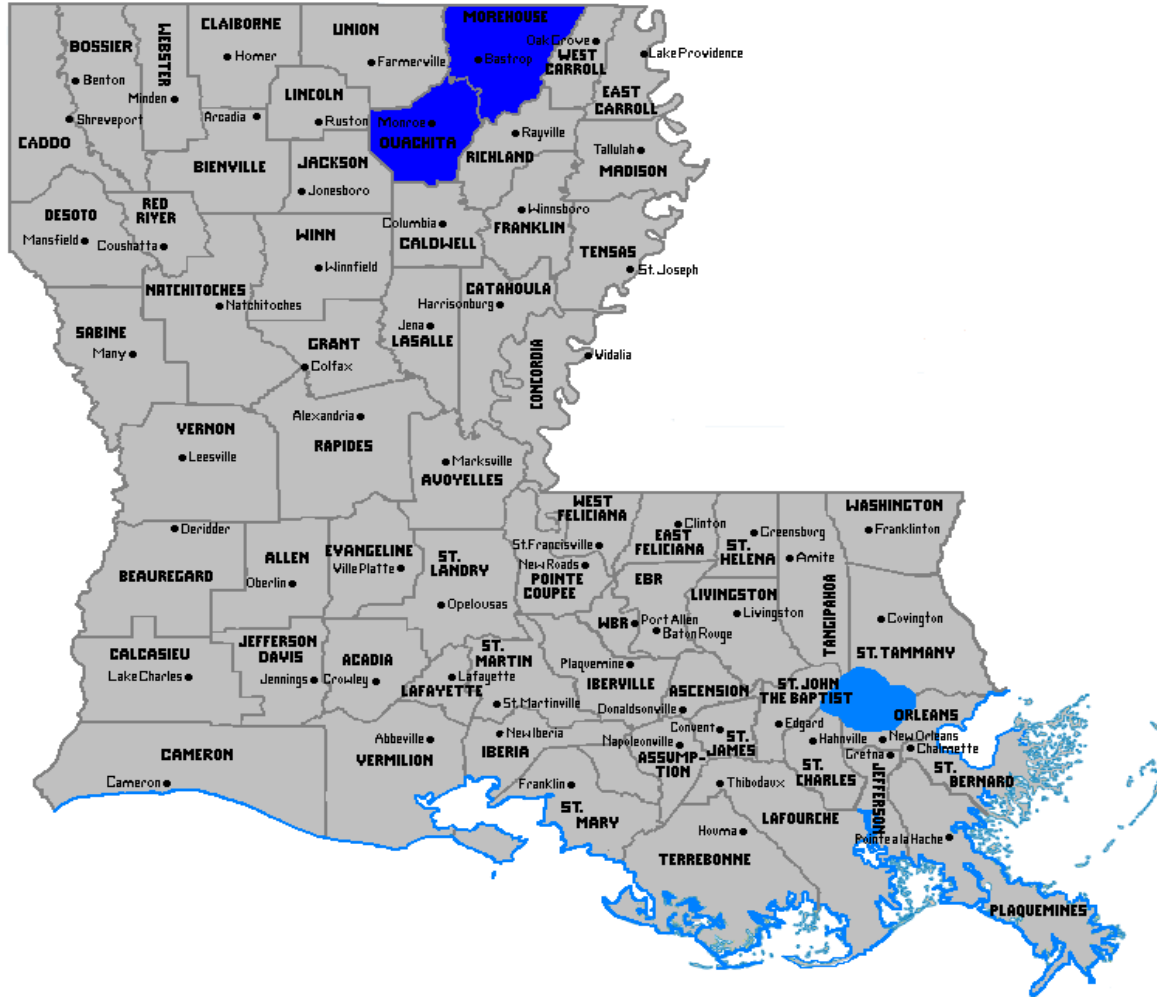 MOREHOUSE
CLAIBORNE
UNION
BOSSIER
WEBSTER
Oak Grove
WEST
CARROLL
Lake Providence
Homer
Farmerville
Bastrop
Benton
LINCOLN
EAST
CARROLL
Minden
Arcadia
Ruston
Monroe
Shreveport
CADDO
OUACHITA
Rayville
RICHLAND
Tallulah
MADISON
BIENVILLE
JACKSON
Jonesboro
DESOTO
RED
RIVER
Mansfield
Coushatta
WINN
Columbia
CALDWELL
Winnsboro
FRANKLIN
TENSAS
Winnfield
St. Joseph
NATCHITOCHES
Natchitoches
CATAHOULA
Harrisonburg
SABINE
Many
GRANT
Colfax
Jena
LASALLE
CONCORDIA
Vidalia
Alexandria
RAPIDES
VERNON
Leesville
Marksville
AVOYELLES
WEST
FELICIANA
WASHINGTON
Franklinton
Deridder
Clinton
EAST
FELICIANA
Greensburg
ST.
HELENA
St. Francisville
Amite
BEAUREGARD
ALLEN
Oberlin
EVANGELINE
Ville Platte
ST.
LANDRY
Opelousas
New Roads
POINTE
COUPEE
EBR
LIVINGSTON
Livingston
TANGIPAHOA
WBR
Port Allen
Baton Rouge
Covington
ST. TAMMANY
CALCASIEU
Lake Charles
JEFFERSON
DAVIS
Jennings
ACADIA
Crowley
LAFAYETTE
Lafayette
ST.
MARTIN
St. Martinville
Plaquemine
IBERVILLE
ASCENSION
Donaldsonville
ST. JOHN
THE BAPTIST
ORLEANS
Edgard
Hahnville
New Orleans
Chalmette
Gretna
CAMERON
Cameron
Abbeville
VERMILION
New Iberia
IBERIA
Convent
Napoleonville
ASSUMP-
TION
ST.
JAMES
ST.
CHARLES
JEFFERSON
ST.
BERNARD
Franklin
ST.
MARY
Thibodaux
LAFOURCHE
Houma
TERREBONNE
Pointe a la Hache
PLAQUEMINES